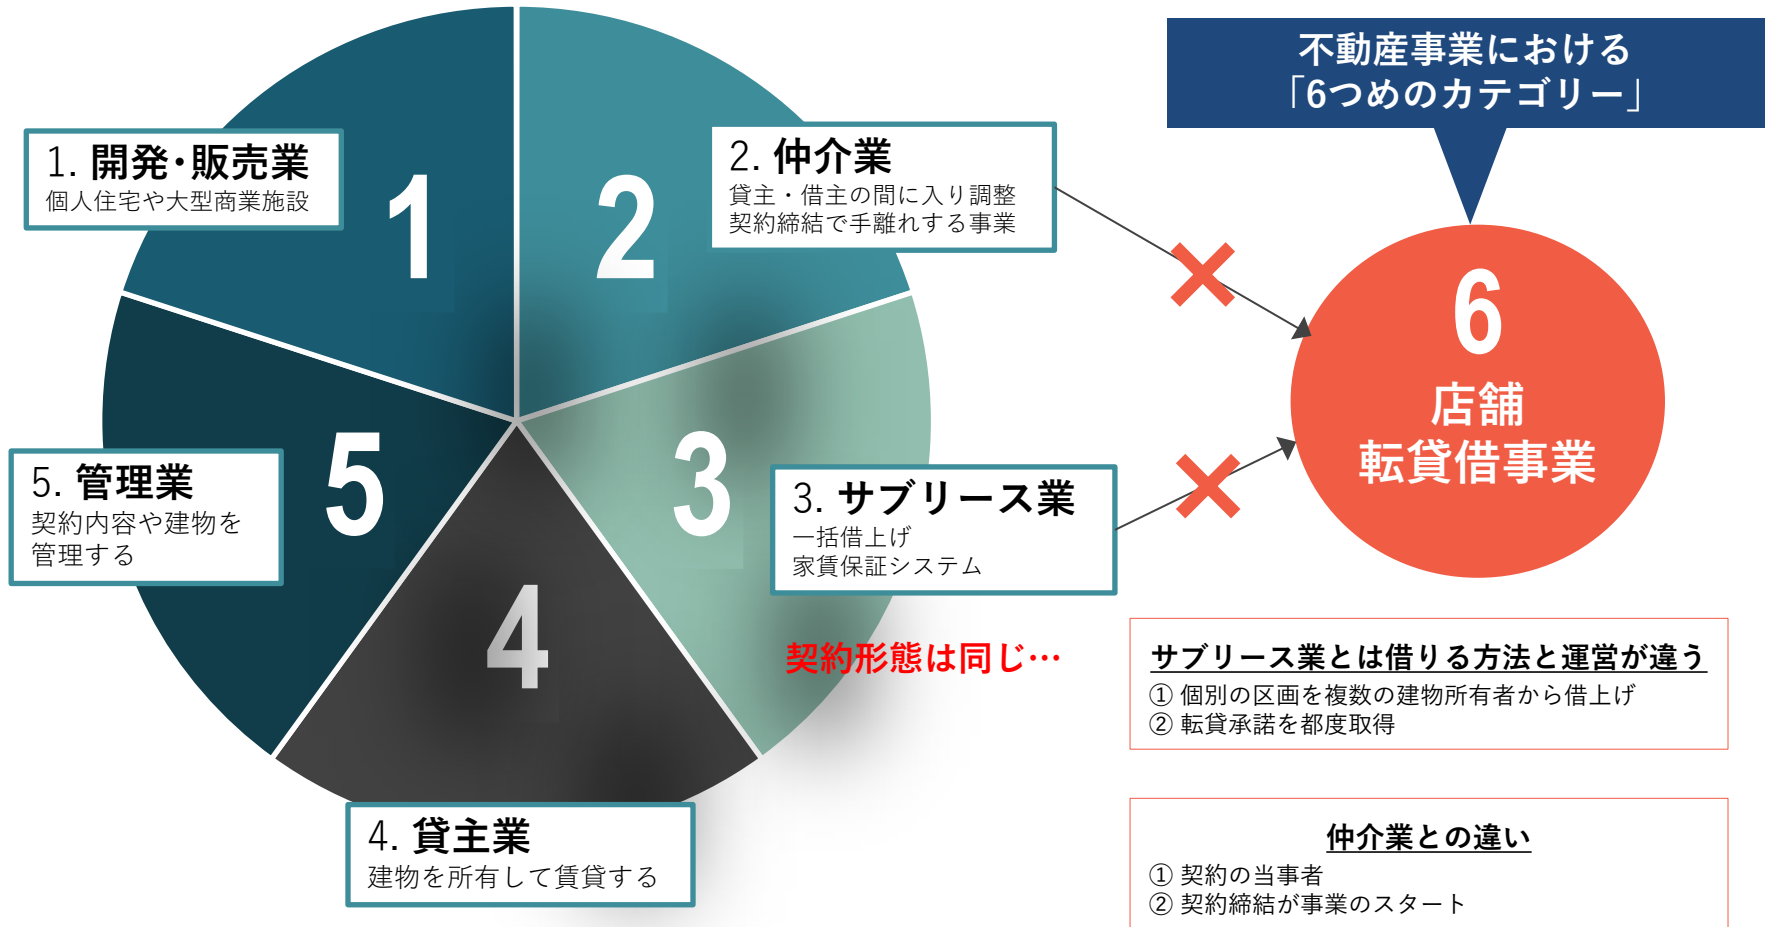 不動産事業における
「6つめのカテゴリー」
1. 開発・販売業
個人住宅や大型商業施設
1
2
2. 仲介業
貸主・借主の間に入り調整
契約締結で手離れする事業
6
店舗
転貸借事業
5. 管理業
契約内容や建物を
管理する
5
3
3. サブリース業
一括借上げ
家賃保証システム
4
契約形態は同じ…
4. 貸主業
建物を所有して賃貸する
サブリース業とは借りる方法と運営が違う
① 個別の区画を複数の建物所有者から借上げ
② 転貸承諾を都度取得
仲介業との違い
① 契約の当事者
② 契約締結が事業のスタート